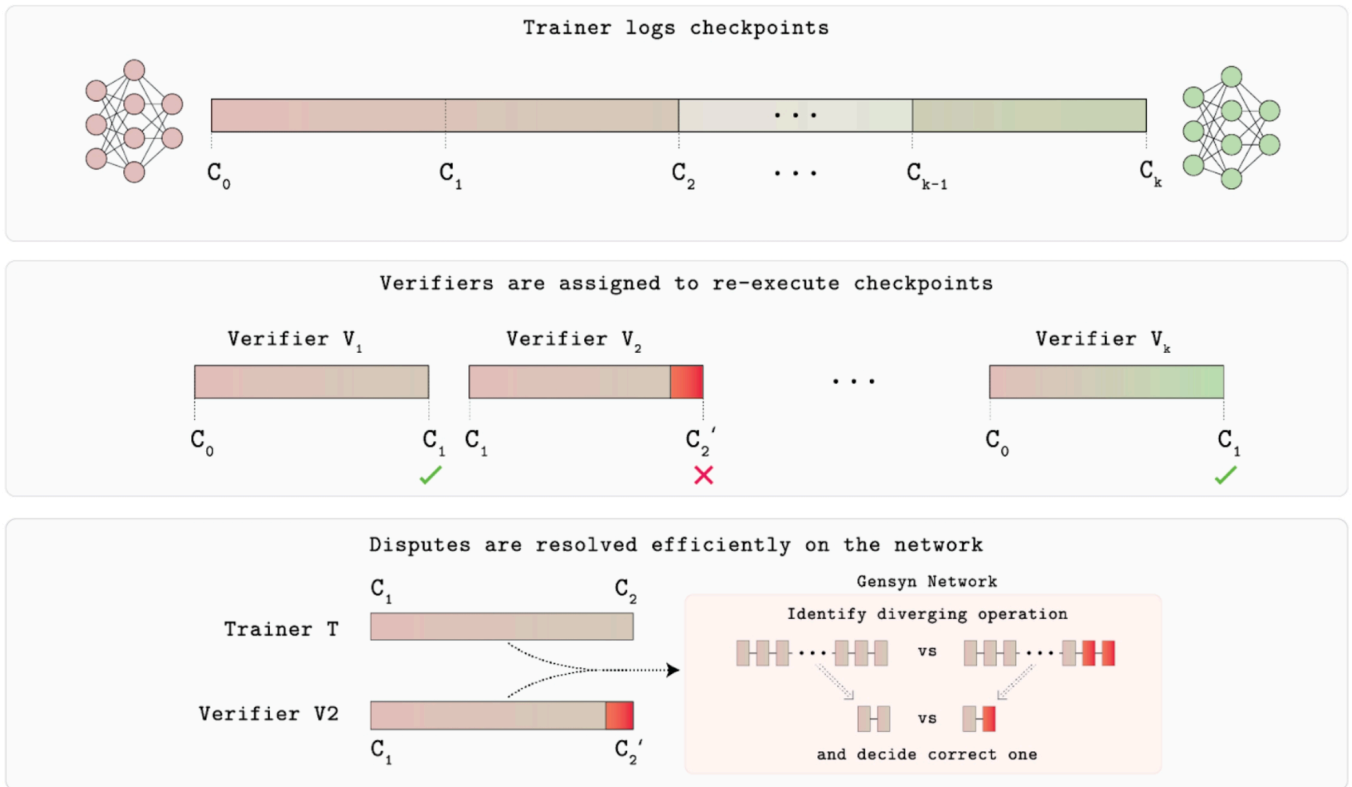 Trainer logs checkpoints
...
C₀ C₁ C₂ ... Cₖ₋₁ Cₖ
Verifiers are assigned to re-execute checkpoints
Verifier V₁ Verifier V₂ Verifier Vₖ
...
C₀ C₁ C₁ C₂′ C₀ C₁
✓ ✕ ✓
Disputes are resolved efficiently on the network
C₁ C₂
Trainer T
Verifier V2
C₁ C₂′
Gensyn Network
Identify diverging operation
... vs ...
vs
and decide correct one